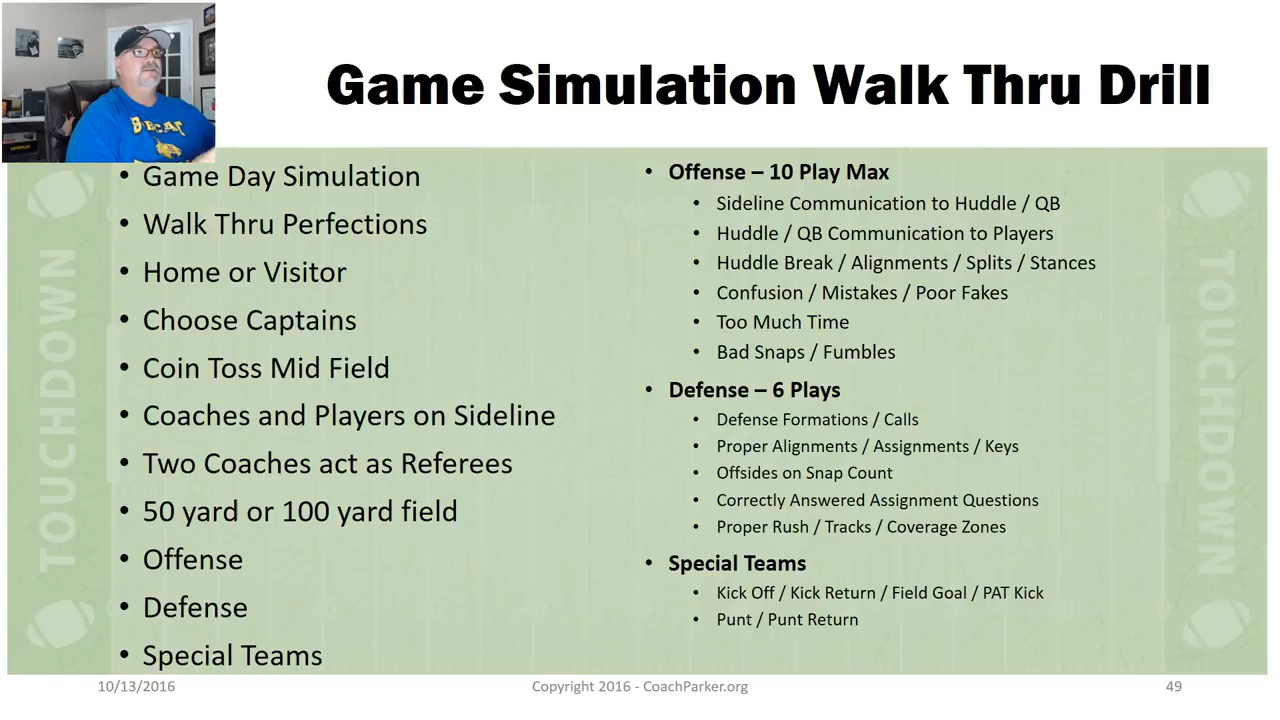 Game Simulation Walk Thru Drill
• Game Day Simulation
• Walk Thru Perfections
• Home or Visitor
• Choose Captains
• Coin Toss Mid Field
• Coaches and Players on Sideline
• Two Coaches act as Referees
• 50 yard or 100 yard field
• Offense
• Defense
• Special Teams
• Offense – 10 Play Max
• Sideline Communication to Huddle / QB
• Huddle / QB Communication to Players
• Huddle Break / Alignments / Splits / Stances
• Confusion / Mistakes / Poor Fakes
• Too Much Time
• Bad Snaps / Fumbles
• Defense – 6 Plays
• Defense Formations / Calls
• Proper Alignments / Assignments / Keys
• Offsides on Snap Count
• Correctly Answered Assignment Questions
• Proper Rush / Tracks / Coverage Zones
• Special Teams
• Kick Off / Kick Return / Field Goal / PAT Kick
• Punt / Punt Return
TOUCHDOWN
TOUCHDOWN
10/13/2016
Copyright 2016 - CoachParker.org
49